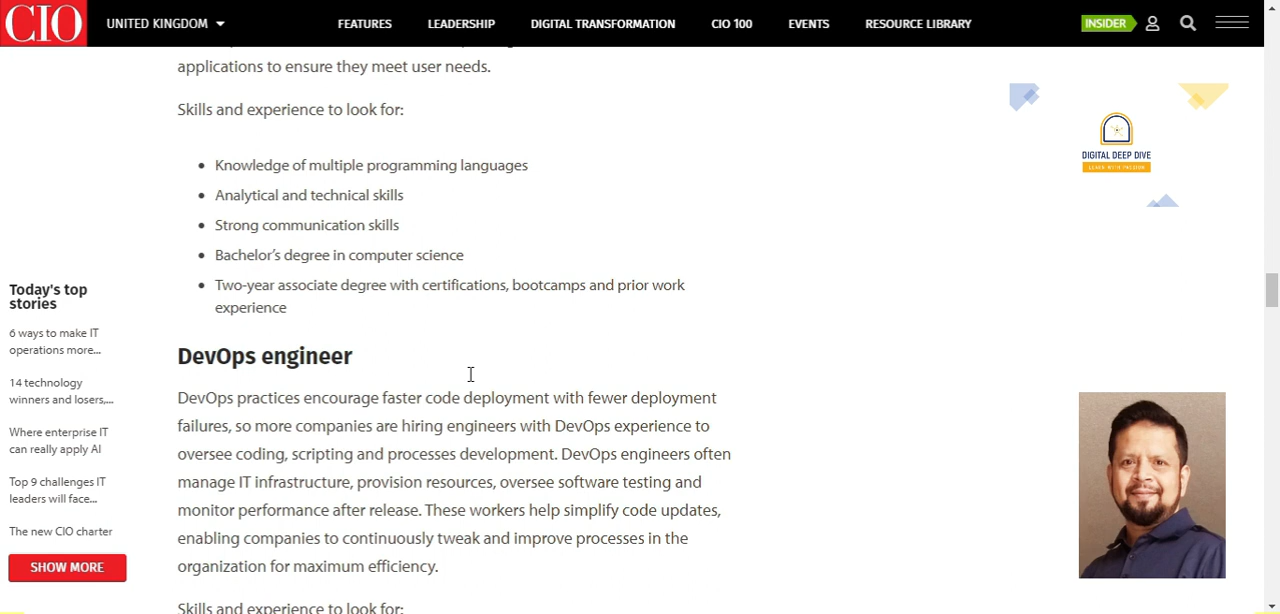 CIO
UNITED KINGDOM
FEATURES
LEADERSHIP
DIGITAL TRANSFORMATION
CIO 100
EVENTS
RESOURCE LIBRARY
INSIDER
applications to ensure they meet user needs.
Skills and experience to look for:
• Knowledge of multiple programming languages
• Analytical and technical skills
• Strong communication skills
• Bachelor’s degree in computer science
• Two-year associate degree with certifications, bootcamps and prior work
experience
DevOps engineer
DevOps practices encourage faster code deployment with fewer deployment
failures, so more companies are hiring engineers with DevOps experience to
oversee coding, scripting and processes development. DevOps engineers often
manage IT infrastructure, provision resources, oversee software testing and
monitor performance after release. These workers help simplify code updates,
enabling companies to continuously tweak and improve processes in the
organization for maximum efficiency.
Skills and experience to look for:
Today's top
stories
6 ways to make IT
operations more...
14 technology
winners and losers,...
Where enterprise IT
can really apply AI
Top 9 challenges IT
leaders will face...
The new CIO charter
SHOW MORE
DIGITAL DEEP DIVE
LEARN WITH PASSION